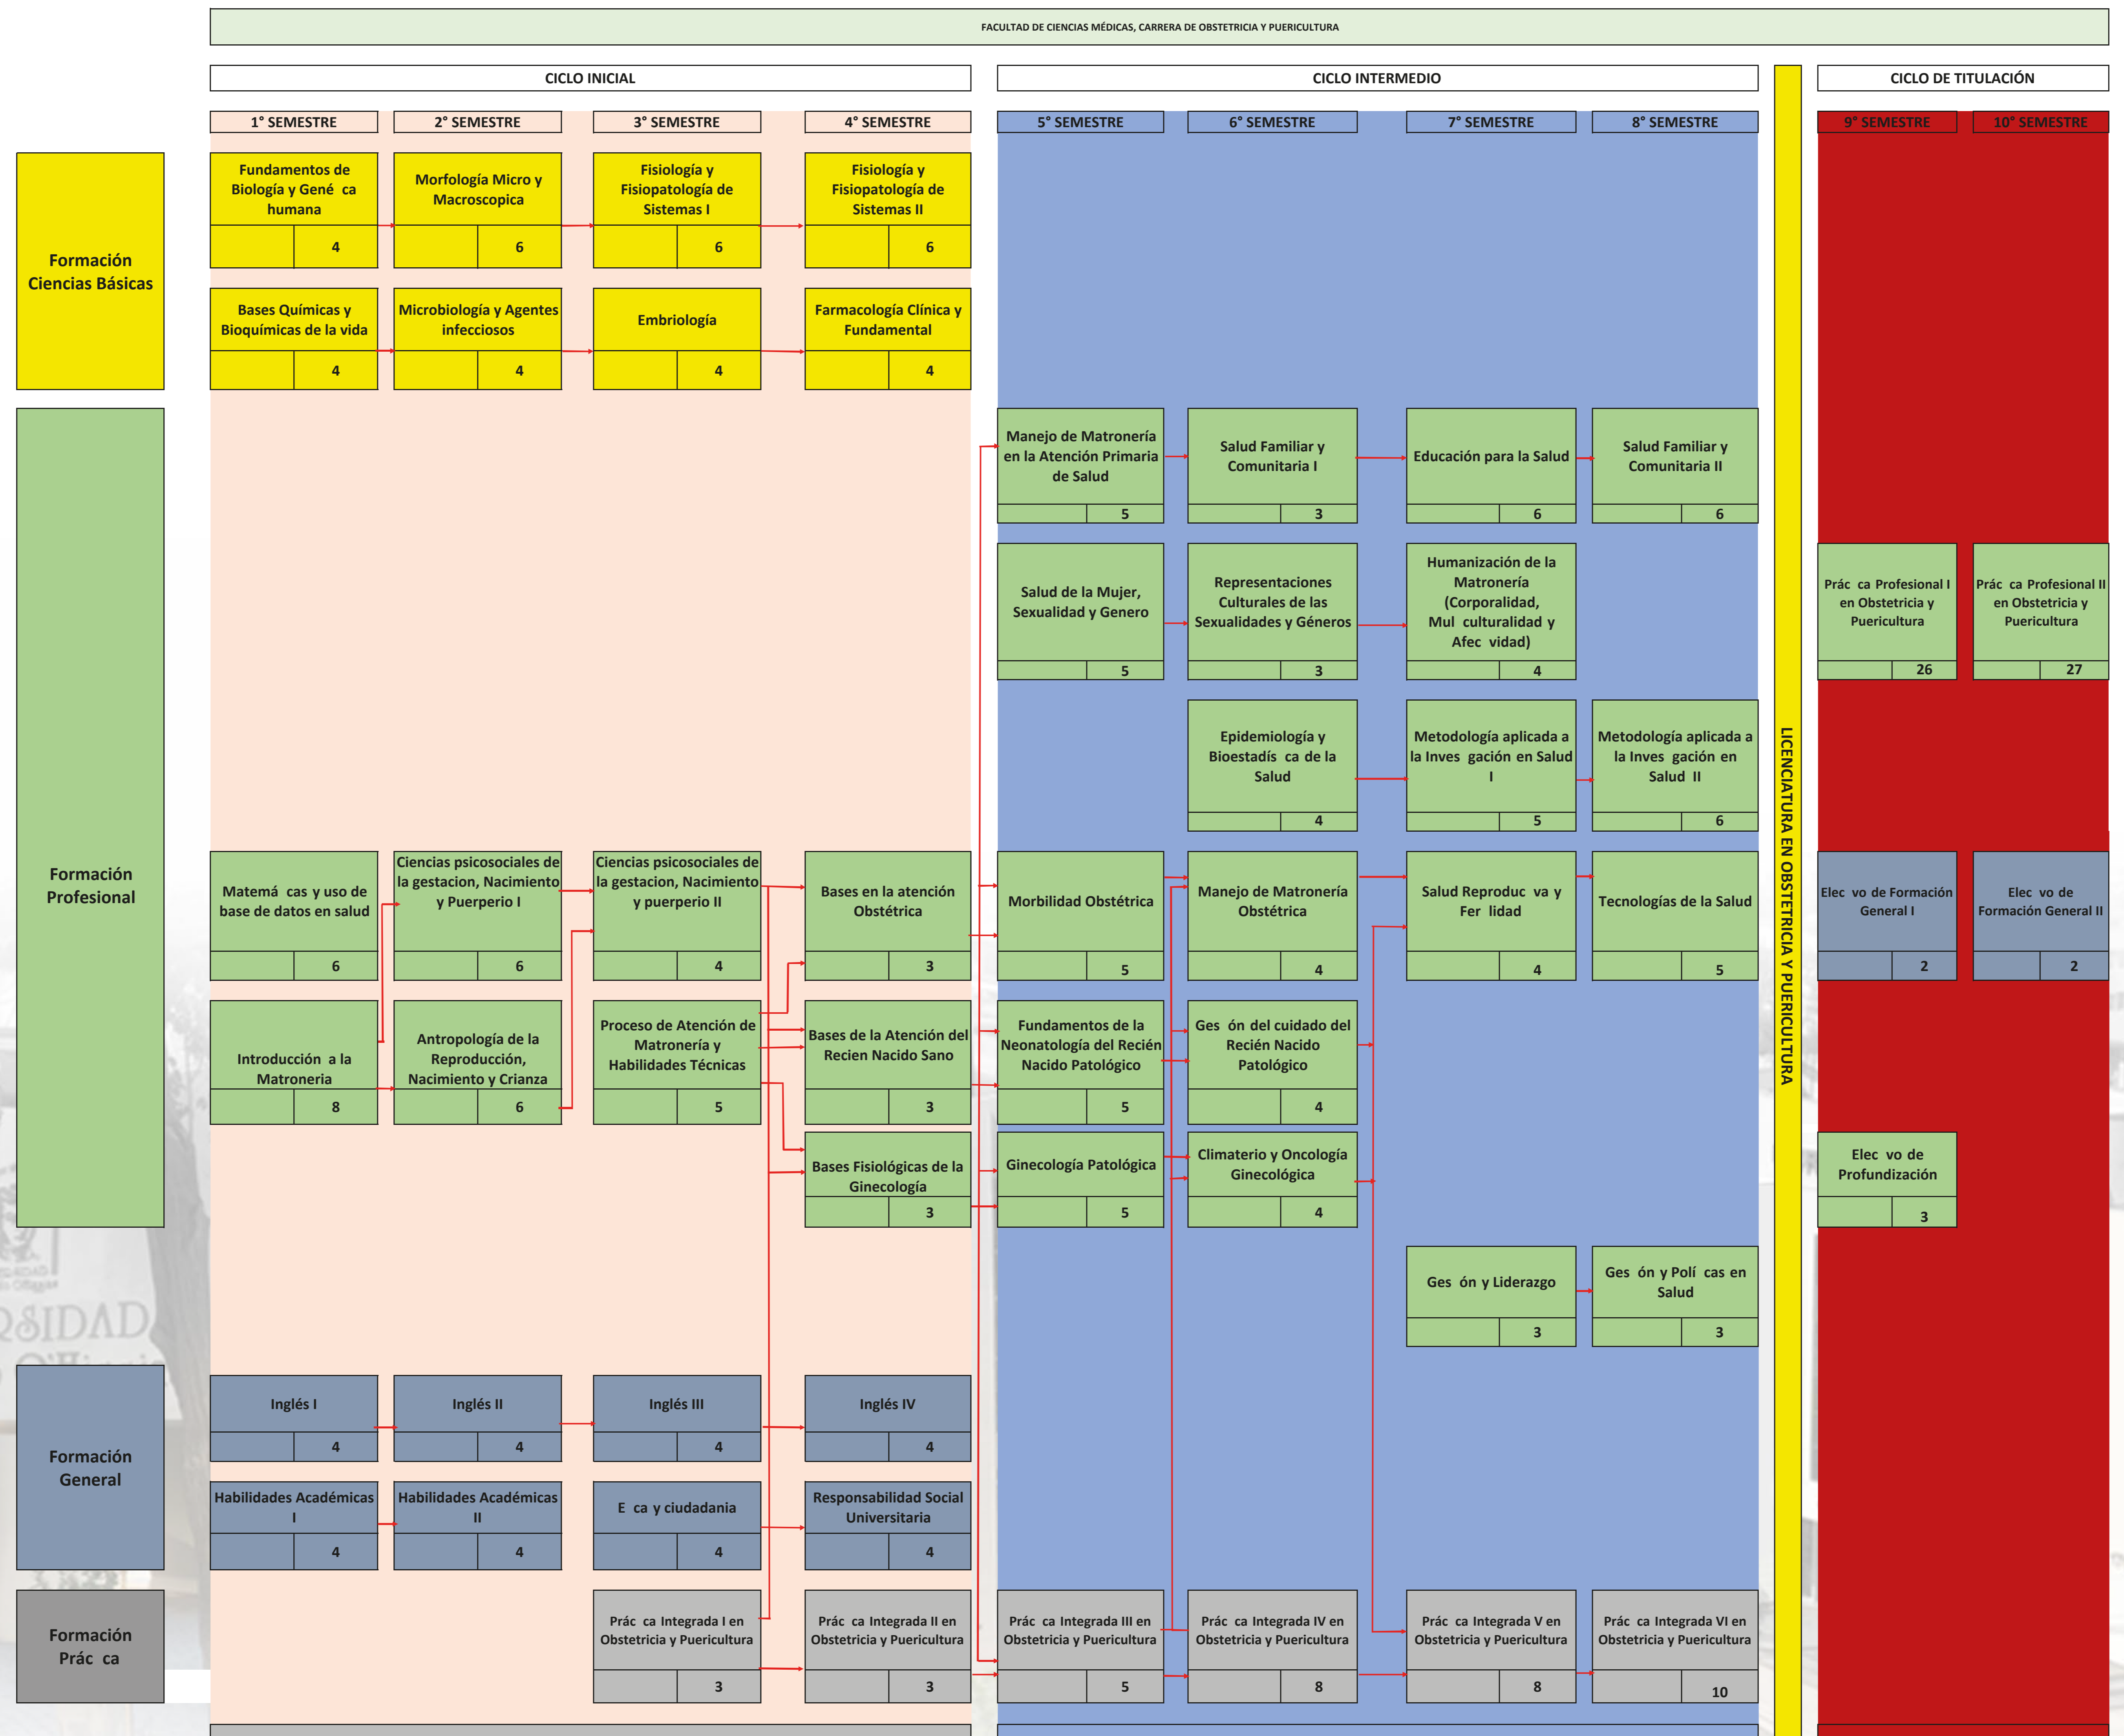 FACULTAD DE CIENCIAS MÉDICAS, CARRERA DE OBSTETRICIA Y PUERICULTURA
CICLO INICIAL
CICLO INTERMEDIO
CICLO DE TITULACIÓN
1° SEMESTRE
2° SEMESTRE
3° SEMESTRE
4° SEMESTRE
5° SEMESTRE
6° SEMESTRE
7° SEMESTRE
8° SEMESTRE
9° SEMESTRE
10° SEMESTRE
Formación
Ciencias Básicas
Fundamentos de
Biología y Gené ca
humana
4
Morfología Micro y
Macroscopica
6
Fisiología y
Fisiopatología de
Sistemas I
6
Fisiología y
Fisiopatología de
Sistemas II
6
Bases Químicas y
Bioquímicas de la vida
4
Microbiología y Agentes
infecciosos
4
Embriología
4
Farmacología Clínica y
Fundamental
4
Formación
Profesional
Manejo de Matronería
en la Atención Primaria
de Salud
5
Salud Familiar y
Comunitaria I
3
Educación para la Salud
6
Salud Familiar y
Comunitaria II
6
Salud de la Mujer,
Sexualidad y Genero
5
Representaciones
Culturales de las
Sexualidades y Géneros
3
Humanización de la
Matronería
(Corporalidad,
Mul culturalidad y
Afec vidad)
4
Prác ca Profesional I
en Obstetricia y
Puericultura
26
Prác ca Profesional II
en Obstetricia y
Puericultura
27
Epidemiología y
Bioestadís ca de la
Salud
4
Metodología aplicada a
la Inves gación en Salud
I
5
Metodología aplicada a
la Inves gación en
Salud II
6
LICENCIATURA EN OBSTETRICIA Y PUERICULTURA
Matemá cas y uso de
base de datos en salud
6
Ciencias psicosociales de
la gestacion, Nacimiento
y Puerperio I
6
Ciencias psicosociales de
la gestacion, Nacimiento
y puerperio II
4
Bases en la atención
Obstétrica
3
Morbilidad Obstétrica
5
Manejo de Matronería
Obstétrica
4
Salud Reproduc va y
Fer lidad
4
Tecnologías de la Salud
5
Elec vo de Formación
General I
2
Elec vo de
Formación General II
2
Introducción a la
Matroneria
8
Antropología de la
Reproducción,
Nacimiento y Crianza
6
Proceso de Atención de
Matronería y
Habilidades Técnicas
5
Bases de la Atención del
Recien Nacido Sano
3
Fundamentos de la
Neonatología del Recién
Nacido Patológico
5
Ges ón del cuidado del
Recién Nacido
Patológico
4
Bases Fisiológicas de la
Ginecología
3
Ginecología Patológica
5
Climaterio y Oncología
Ginecológica
4
Elec vo de
Profundización
3
Ges ón y Liderazgo
3
Ges ón y Polí cas en
Salud
3
Formación
General
Inglés I
4
Inglés II
4
Inglés III
4
Inglés IV
4
Habilidades Académicas
I
4
Habilidades Académicas
II
4
E ca y ciudadania
4
Responsabilidad Social
Universitaria
4
Formación
Prác ca
Prác ca Integrada I en
Obstetricia y Puericultura
3
Prác ca Integrada II en
Obstetricia y Puericultura
3
Prác ca Integrada III en
Obstetricia y Puericultura
5
Prác ca Integrada IV en
Obstetricia y Puericultura
8
Prác ca Integrada V en
Obstetricia y Puericultura
8
Prác ca Integrada VI en
Obstetricia y Puericultura
10